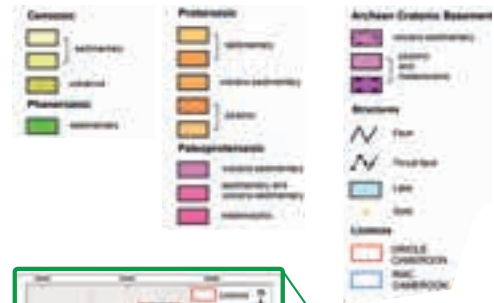 Cenozoic
sedimentary
volcanic
Phanerozoic
sedimentary
Proterozoic
sedimentary
volcano-sedimentary
plutonic
Paleoproterozoic
volcano-sedimentary
sedimentary and
volcano-sedimentary
metamorphic
Archean Cratonic Basement
volcano-sedimentary
plutonic
and
metamorphic
Structures
Fault
Thrust fault
Lake
Gold
Licences
ORIOLE
CAMEROON
BMC
CAMEROON